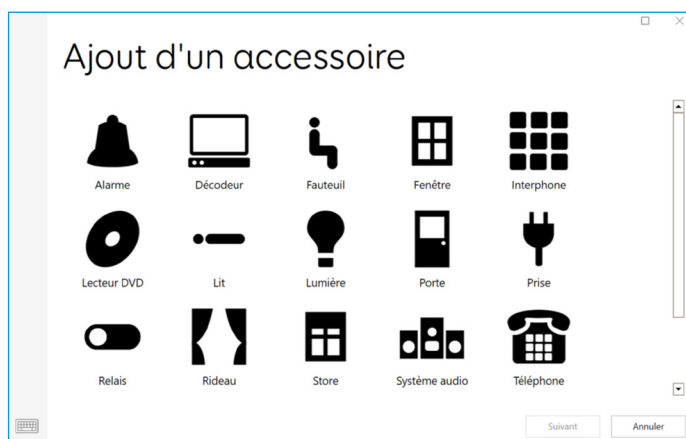 Ajout d'un accessoire
Alarme Décodeur Fauteuil Fenêtre Interphone
Lecteur DVD Lit Lumière Porte Prise
Relais Rideau Store Système audio Téléphone
Suivant Annuler